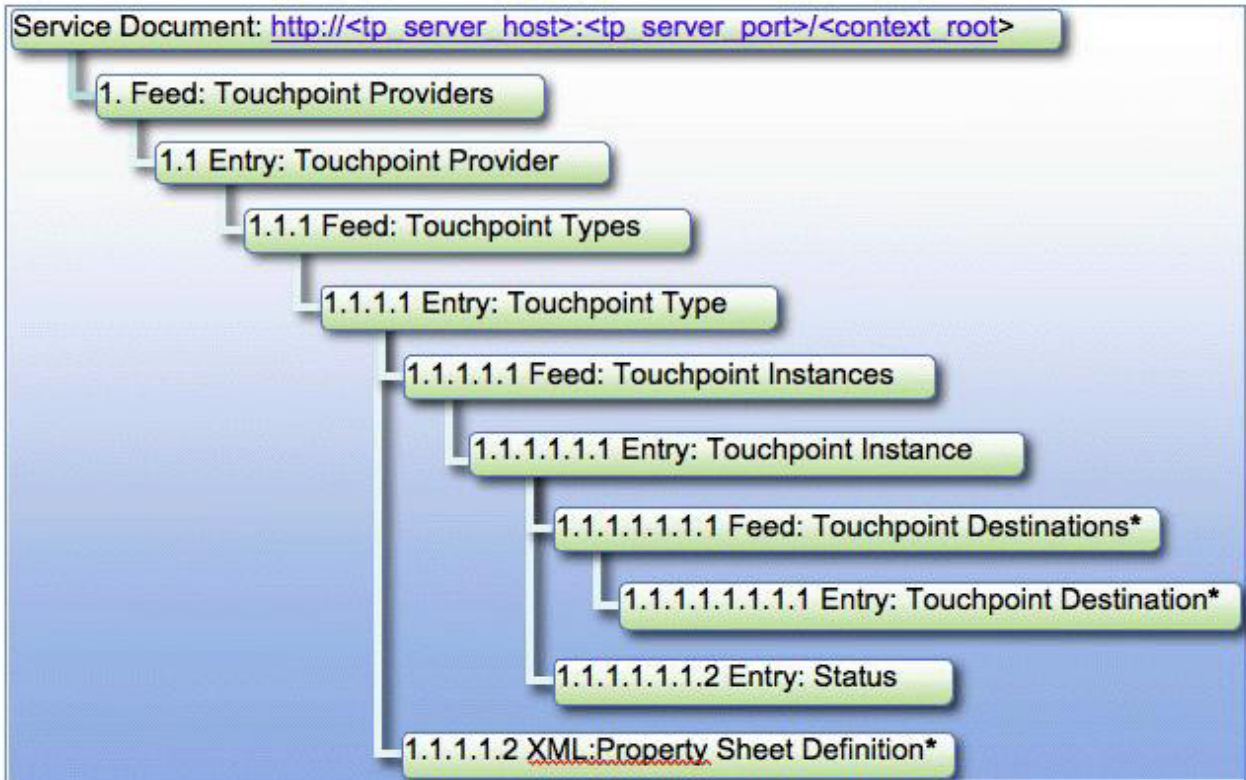 Service Document: http://<tp_server_host>:<tp_server_port>/<context_root>
1. Feed: Touchpoint Providers
1.1 Entry: Touchpoint Provider
1.1.1 Feed: Touchpoint Types
1.1.1.1 Entry: Touchpoint Type
1.1.1.1.1 Feed: Touchpoint Instances
1.1.1.1.1.1 Entry: Touchpoint Instance
1.1.1.1.1.1.1 Feed: Touchpoint Destinations*
1.1.1.1.1.1.1.1 Entry: Touchpoint Destination*
1.1.1.1.1.1.2 Entry: Status
1.1.1.1.2 XML:Property Sheet Definition*